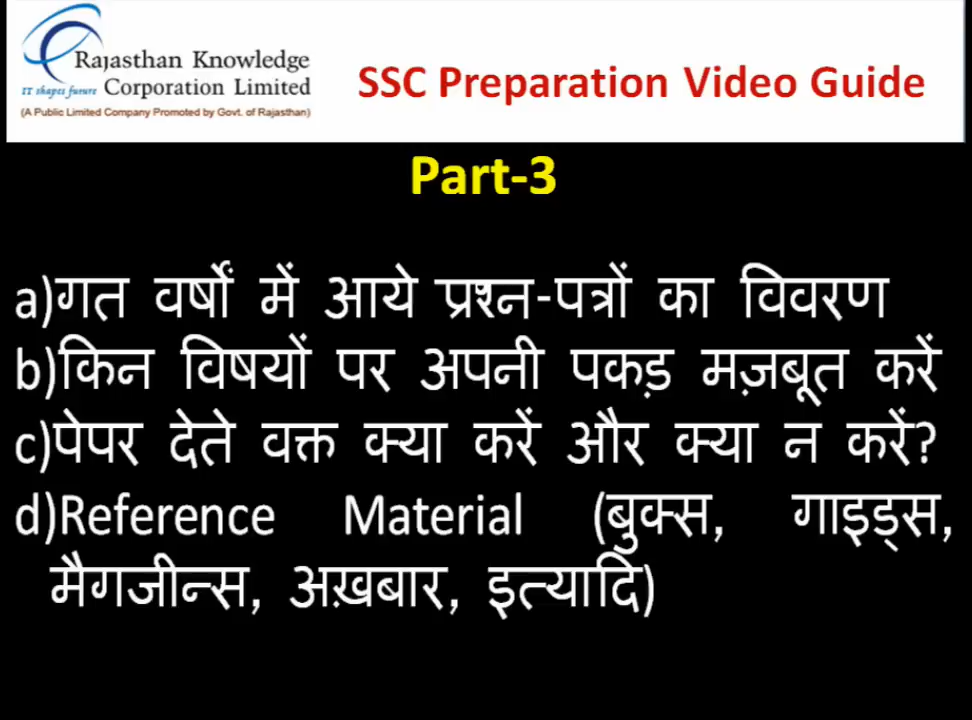 Rajasthan Knowledge
IT shapes future Corporation Limited
(A Public Limited Company Promoted by Govt. of Rajasthan)
SSC Preparation Video Guide
Part-3
a)गत वर्षों में आये प्रश्न-पत्रों का विवरण
b)किन विषयों पर अपनी पकड़ मज़बूत करें
c)पेपर देते वक्त क्या करें और क्या न करें?
d)Reference Material (बुक्स, गाइड्स,
मैगजीन्स, अख़बार, इत्यादि)